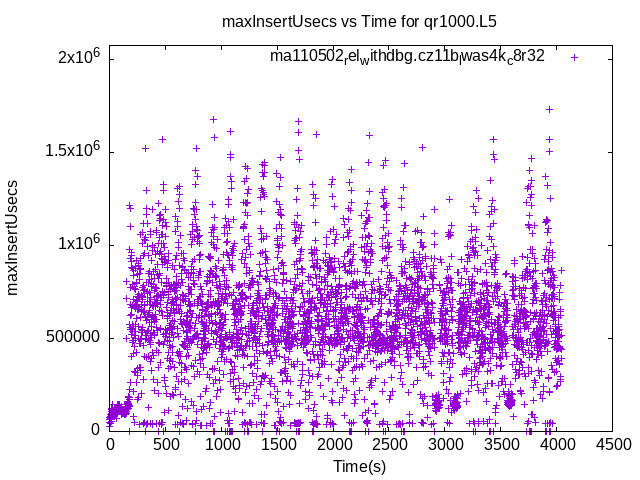 maxInsertUsecs vs Time for qr1000.L5
ma110502_rel_withdbg.cz11b_bwas4k_c8r32
2x10^6
1.5x10^6
1x10^6
500000
0
maxInsertUsecs
0 500 1000 1500 2000 2500 3000 3500 4000 4500
Time(s)